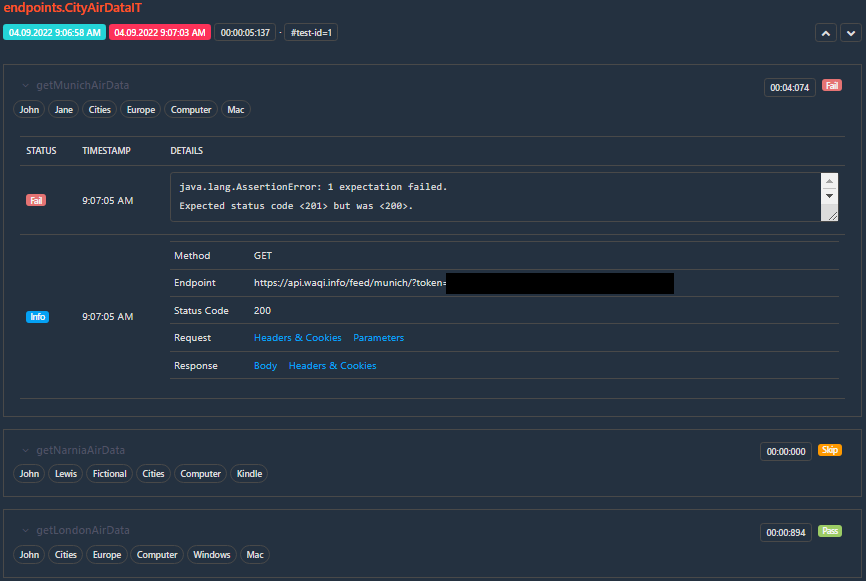 endpoints.CityAirDataIT
04.09.2022 9:06:58 AM 04.09.2022 9:07:03 AM 00:00:05:137 · #test-id=1
getMunichAirData 00:04:074 Fail
John Jane Cities Europe Computer Mac
STATUS TIMESTAMP DETAILS
java.lang.AssertionError: 1 expectation failed.
Fail 9:07:05 AM
Expected status code <201> but was <200>.
Method GET
Endpoint https://api.waqi.info/feed/munich/?token=
Status Code 200
Info 9:07:05 AM
Request Headers & Cookies Parameters
Response Body Headers & Cookies
getNarniaAirData 00:00:000 Skip
John Lewis Fictional Cities Computer Kindle
getLondonAirData 00:00:894 Pass
John Cities Europe Computer Windows Mac